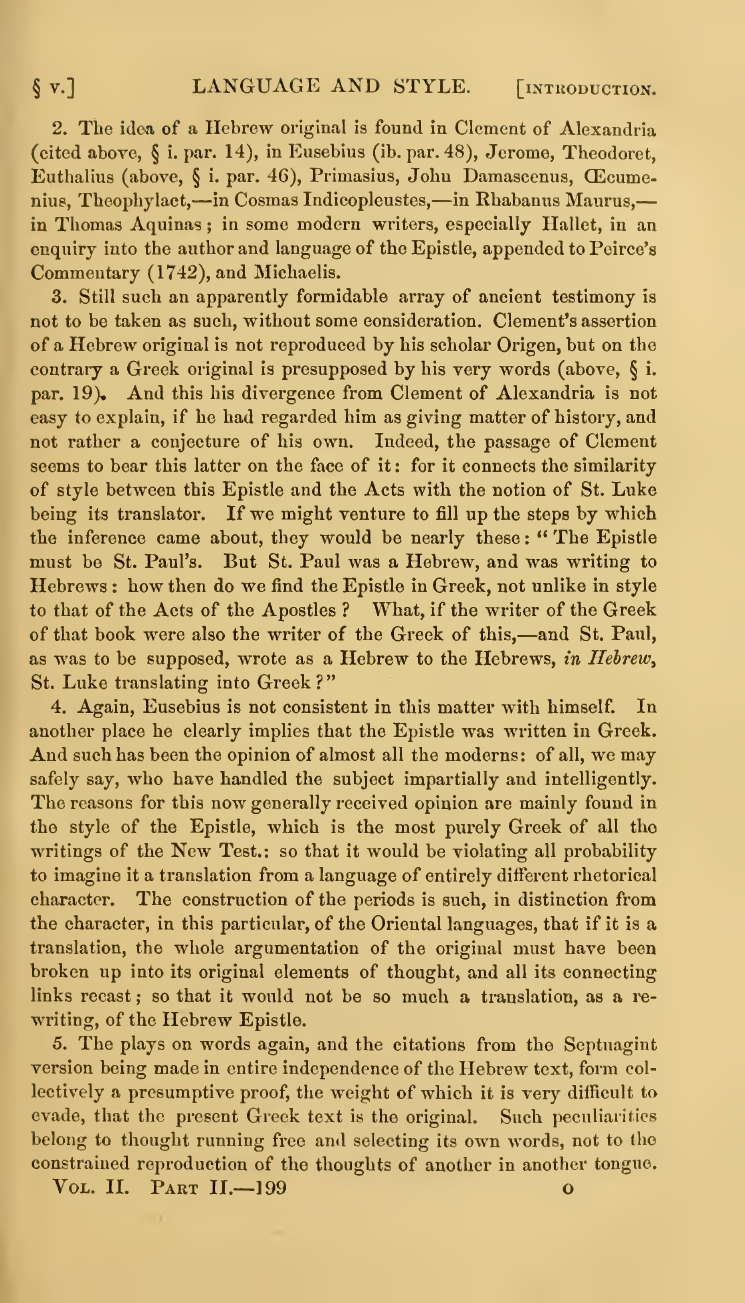 § v.] LANGUAGE AND STYLE. [INTRODUCTION.
2. The idea of a Hebrew original is found in Clement of Alexandria
(cited above, § i. par. 14), in Eusebius (ib. par. 48), Jerome, Theodoret,
Euthalius (above, § i. par. 46), Primasius, John Damascenus, Œcume-
nius, Theophylact,—in Cosmas Indicopleustes,—in Rhabanus Maurus,—
in Thomas Aquinas; in some modern writers, especially Hallet, in an
enquiry into the author and language of the Epistle, appended to Peirce's
Commentary (1742), and Michaelis.
3. Still such an apparently formidable array of ancient testimony is
not to be taken as such, without some consideration. Clement's assertion
of a Hebrew original is not reproduced by his scholar Origen, but on the
contrary a Greek original is presupposed by his very words (above, § i.
par. 19). And this his divergence from Clement of Alexandria is not
easy to explain, if he had regarded him as giving matter of history, and
not rather a conjecture of his own. Indeed, the passage of Clement
seems to bear this latter on the face of it: for it connects the similarity
of style between this Epistle and the Acts with the notion of St. Luke
being its translator. If we might venture to fill up the steps by which
the inference came about, they would be nearly these: "The Epistle
must be St. Paul's. But St. Paul was a Hebrew, and was writing to
Hebrews: how then do we find the Epistle in Greek, not unlike in style
to that of the Acts of the Apostles? What, if the writer of the Greek
of that book were also the writer of the Greek of this,—and St. Paul,
as was to be supposed, wrote as a Hebrew to the Hebrews, in Hebrew,
St. Luke translating into Greek?"
4. Again, Eusebius is not consistent in this matter with himself. In
another place he clearly implies that the Epistle was written in Greek.
And such has been the opinion of almost all the moderns: of all, we may
safely say, who have handled the subject impartially and intelligently.
The reasons for this now generally received opinion are mainly found in
the style of the Epistle, which is the most purely Greek of all the
writings of the New Test.: so that it would be violating all probability
to imagine it a translation from a language of entirely different rhetorical
character. The construction of the periods is such, in distinction from
the character, in this particular, of the Oriental languages, that if it is a
translation, the whole argumentation of the original must have been
broken up into its original elements of thought, and all its connecting
links recast; so that it would not be so much a translation, as a re-
writing, of the Hebrew Epistle.
5. The plays on words again, and the citations from the Septuagint
version being made in entire independence of the Hebrew text, form col-
lectively a presumptive proof, the weight of which it is very difficult to
evade, that the present Greek text is the original. Such peculiarities
belong to thought running free and selecting its own words, not to the
constrained reproduction of the thoughts of another in another tongue.
VOL. II. PART II.—199 O